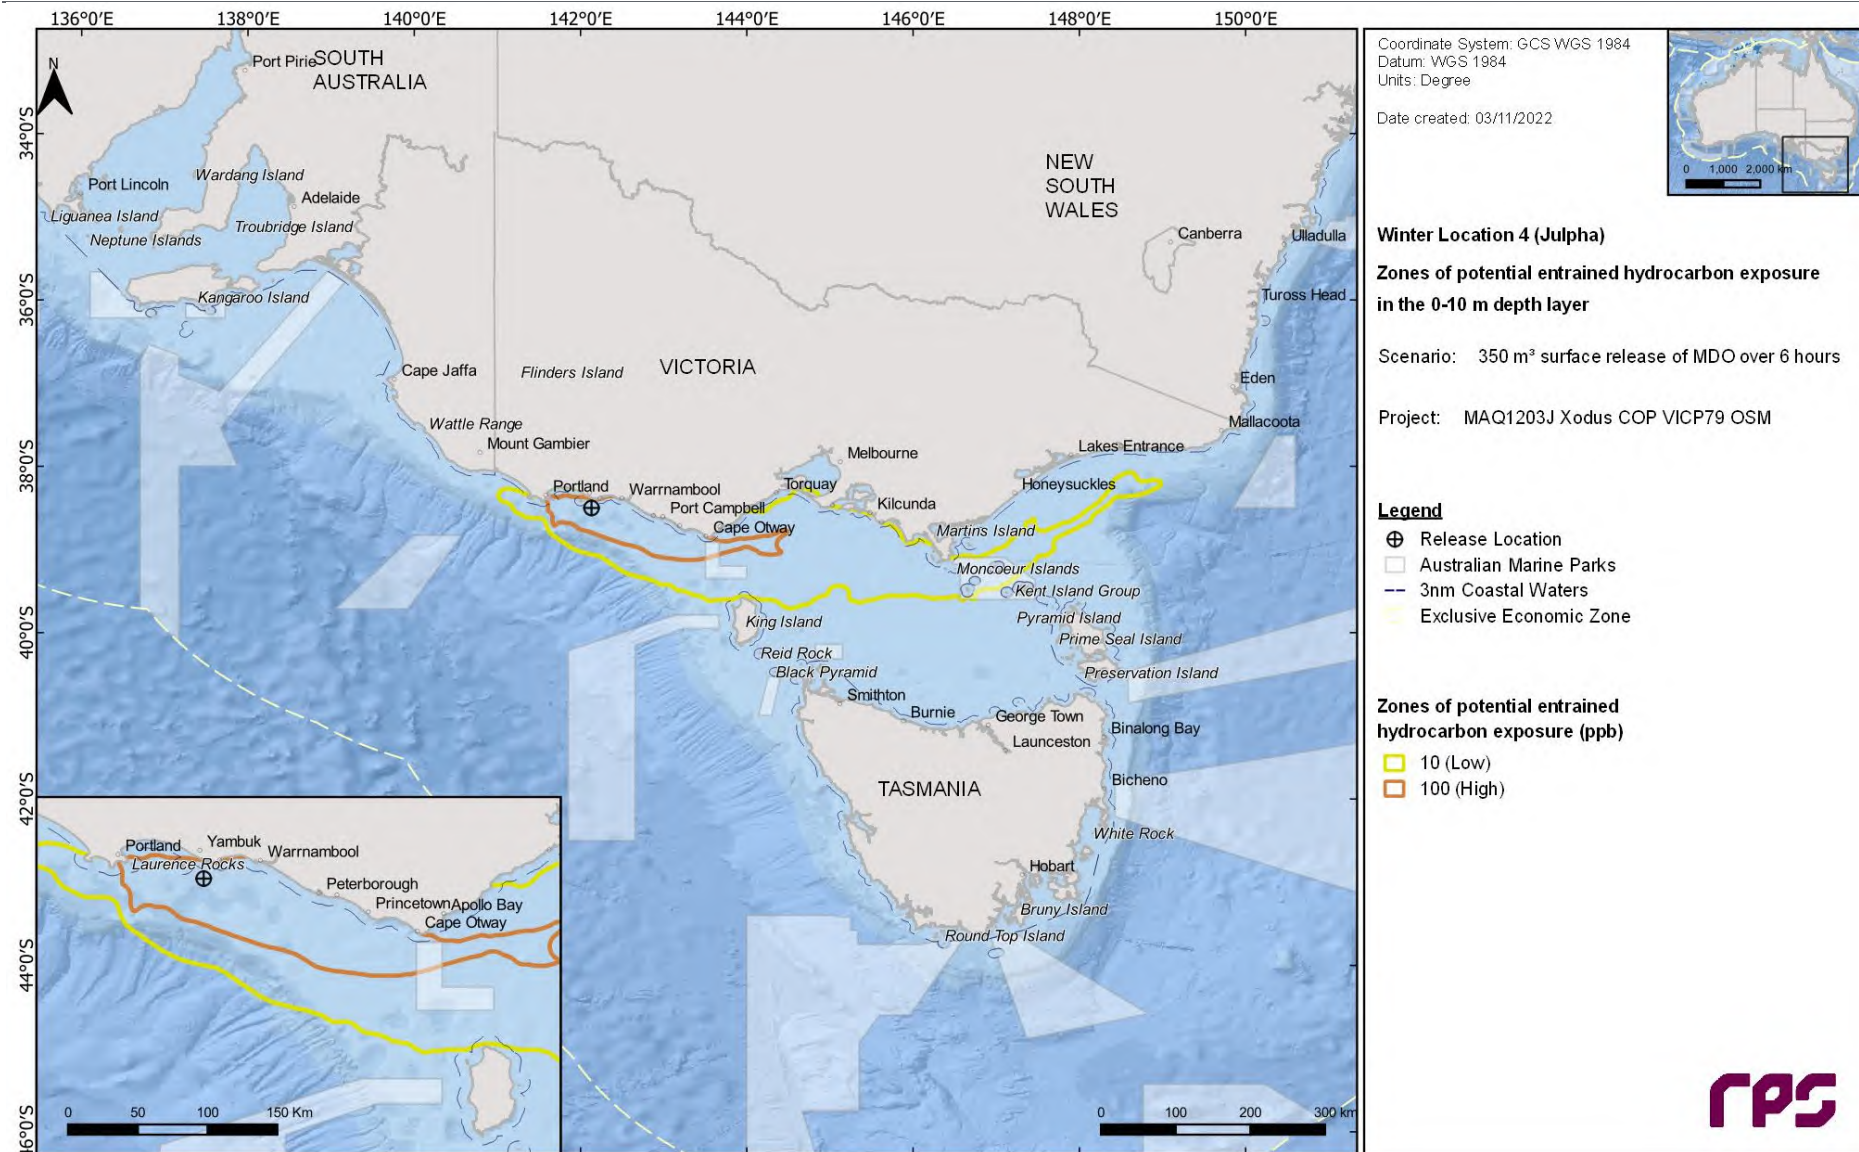 136°0'E 138°0'E 140°0'E 142°0'E 144°0'E 146°0'E 148°0'E 150°0'E
34°0'S
36°0'S
38°0'S
40°0'S
42°0'S
44°0'S
46°0'S
N
Port Pirie
SOUTH
AUSTRALIA
Wardang Island
Port Lincoln
Adelaide
Liguanea Island
Troubridge Island
Neptune Islands
Kangaroo Island
NEW
SOUTH
WALES
Canberra
Ulladulla
Tuross Head
Cape Jaffa
Flinders Island
VICTORIA
Eden
Wattle Range
Mallacoota
Mount Gambier
Melbourne
Lakes Entrance
Portland
Warrnambool
Torquay
Honeysuckles
Port Campbell
Kilcunda
Cape Otway
Martins Island
Moncoeur Islands
Kent Island Group
King Island
Pyramid Island
Prime Seal Island
Reid Rock
Black Pyramid
Preservation Island
Smithton
Burnie
George Town
Binalong Bay
Launceston
TASMANIA
Bicheno
White Rock
Hobart
Bruny Island
Round Top Island
0 100 200 300 km
Portland
Yambuk
Warrnambool
Laurence Rocks
Peterborough
Princetown
Apollo Bay
Cape Otway
0 50 100 150 Km
Coordinate System: GCS WGS 1984
Datum: WGS 1984
Units: Degree
Date created: 03/11/2022
0 1,000 2,000 km
Winter Location 4 (Julpha)
Zones of potential entrained hydrocarbon exposure
in the 0-10 m depth layer
Scenario: 350 m³ surface release of MDO over 6 hours
Project: MAQ1203J Xodus COP VICP79 OSM
Legend
Release Location
Australian Marine Parks
3nm Coastal Waters
Exclusive Economic Zone
Zones of potential entrained
hydrocarbon exposure (ppb)
10 (Low)
100 (High)
rps